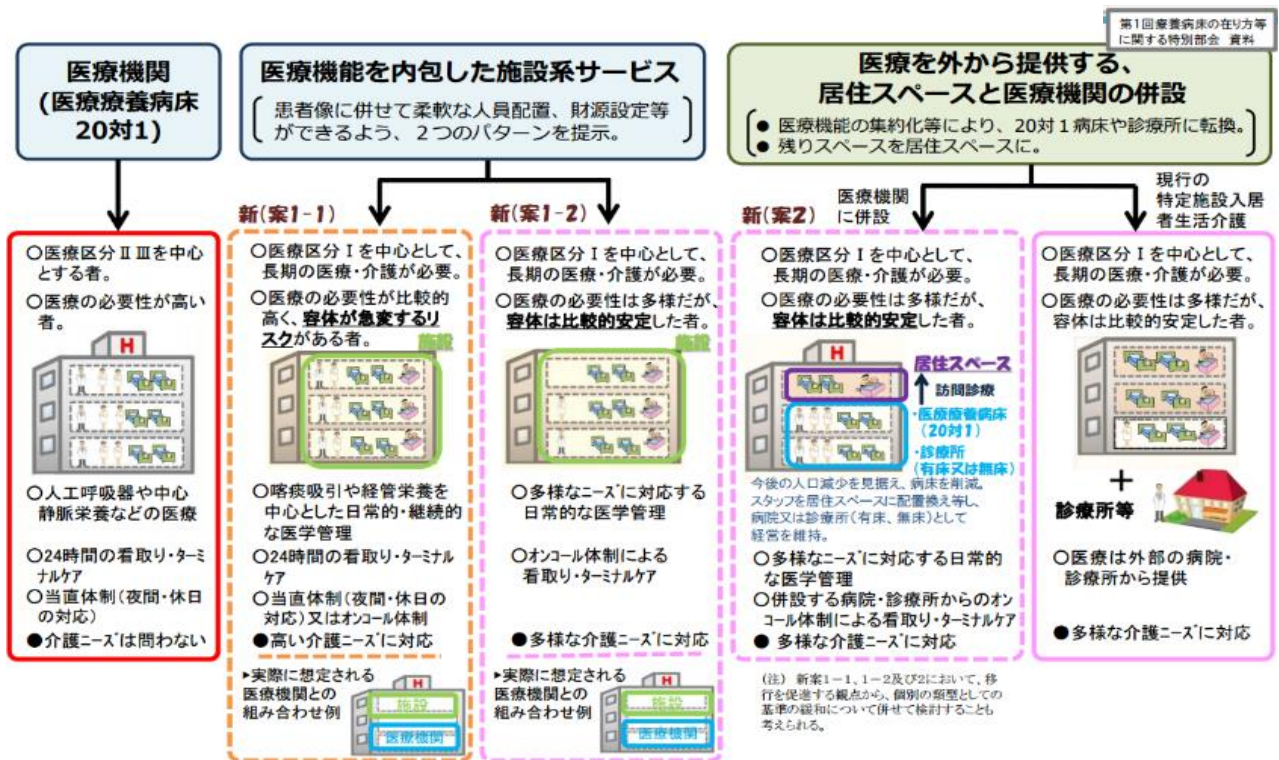 第1回療養病床の在り方等
に関する特別部会 資料
医療機関
(医療療養病床
20対1)
医療機能を内包した施設系サービス
患者像に併せて柔軟な人員配置、財源設定等
ができるよう、2つのパターンを提示。
医療を外から提供する、
居住スペースと医療機関の併設
● 医療機能の集約化等により、20対1病床や診療所に転換。
● 残りスペースを居住スペースに。
○医療区分ⅡⅢを中心
とする者。
○医療の必要性が高い
者。
H
○人工呼吸器や中心
静脈栄養などの医療
○24時間の看取り・ターミ
ナルケア
○当直体制(夜間・休日
の対応)
●介護ニーズは問わない
新(案1-1)
○医療区分Ⅰを中心として、
長期の医療・介護が必要。
○医療の必要性が比較的
高く、容体が急変するリ
スクがある者。
施設
○喀痰吸引や経管栄養を
中心とした日常的・継続的
な医学管理
○24時間の看取り・ターミナル
ケア
○当直体制(夜間・休日の
対応)又はオンコール体制
●高い介護ニーズに対応
▶実際に想定される
医療機関との
組み合わせ例
H
施設
医療機関
新(案1-2)
○医療区分Ⅰを中心として、
長期の医療・介護が必要。
○医療の必要性は多様だが、
容体は比較的安定した者。
施設
○多様なニーズに対応する
日常的な医学管理
○オンコール体制による
看取り・ターミナルケア
●多様な介護ニーズに対応
▶実際に想定される
医療機関との
組み合わせ例
H
施設
医療機関
新(案2)
医療機関
に併設
○医療区分Ⅰを中心として、
長期の医療・介護が必要。
○医療の必要性は多様だが、
容体は比較的安定した者。
H
居住スペース
訪問診療
・医療療養病床
(20対1)
・診療所
(有床又は無床)
今後の人口減少を見据え、病床を削減。
スタッフを居住スペースに配置換え等し、
病院又は診療所(有床、無床)として
経営を維持。
○多様なニーズに対応する日常的
な医学管理
○併設する病院・診療所からのオン
コール体制による看取り・ターミナルケア
● 多様な介護ニーズに対応
(注) 新案1-1、1-2及び2において、移
行を促進する観点から、個別の類型としての
基準の緩和について併せて検討することも
考えられる。
現行の
特定施設入居
者生活介護
○医療区分Ⅰを中心として、
長期の医療・介護が必要。
○医療の必要性は多様だが、
容体は比較的安定した者。
+
診療所等
○医療は外部の病院・
診療所から提供
●多様な介護ニーズに対応